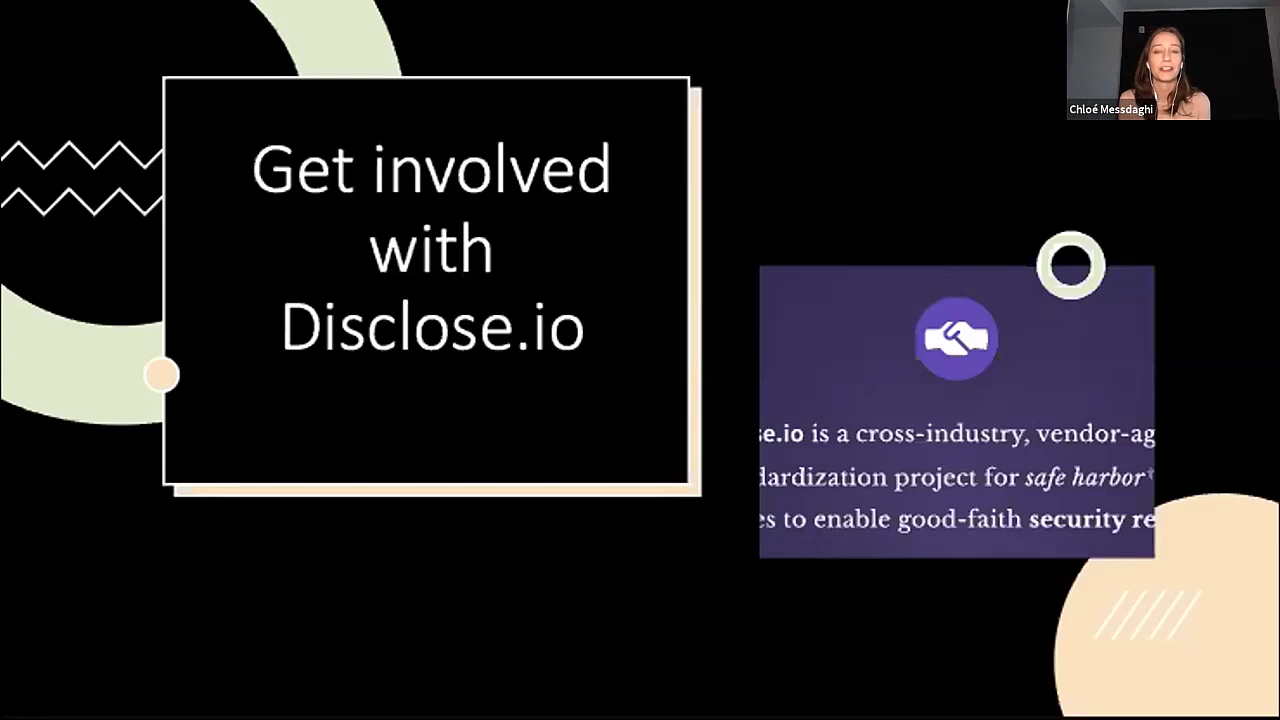 Chloé Messdaghi
Get involved
with
Disclose.io
se.io is a cross-industry, vendor-ag
dardization project for safe harbor
es to enable good-faith security re